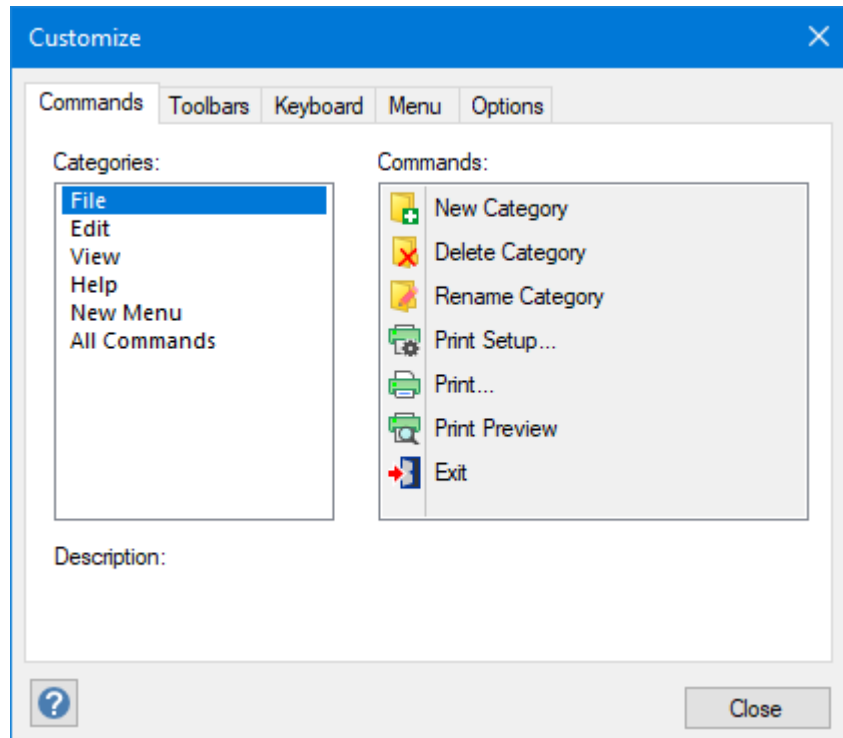 Customize
Commands Toolbars Keyboard Menu Options
Categories:
File
Edit
View
Help
New Menu
All Commands
Commands:
New Category
Delete Category
Rename Category
Print Setup...
Print...
Print Preview
Exit
Description:
?
Close